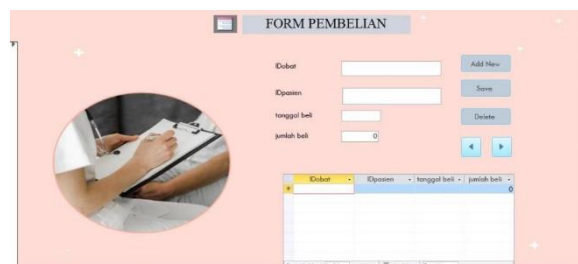 FORM PEMBELIAN
IDobat
Add New
IDpasien
Save
tanggal beli
Delete
jumlah beli 0
IDobat IDpasien tanggal beli jumlah beli
0